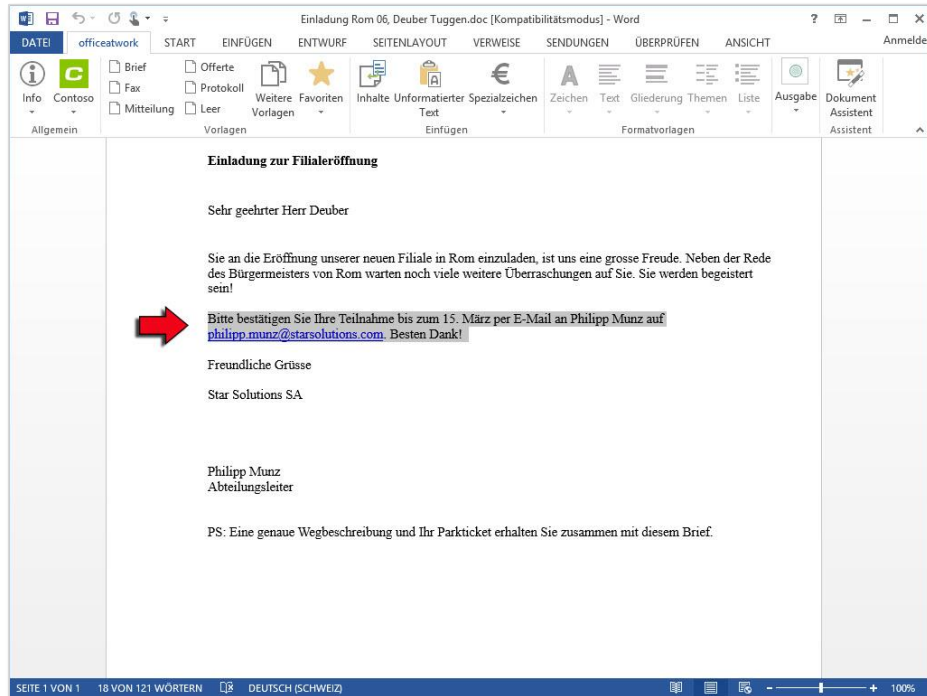 Einladung Rom 06, Deuber Tuggen.doc [Kompatibilitätsmodus] - Word
DATEI officeatwork START EINFÜGEN ENTWURF SEITENLAYOUT VERWEISE SENDUNGEN ÜBERPRÜFEN ANSICHT Anmelde
Info Contoso
Brief
Fax
Mitteilung
Offerte
Protokoll
Leer
Weitere Vorlagen
Favoriten
Inhalte
Unformatierter Text
Spezialzeichen
Zeichen Text Gliederung Themen Liste
Ausgabe
Dokument Assistent
Allgemein Vorlagen Einfügen Formatvorlagen Assistent
Einladung zur Filialeröffnung
Sehr geehrter Herr Deuber
Sie an die Eröffnung unserer neuen Filiale in Rom einzuladen, ist uns eine grosse Freude. Neben der Rede
des Bürgermeisters von Rom warten noch viele weitere Überraschungen auf Sie. Sie werden begeistert
sein!
Bitte bestätigen Sie Ihre Teilnahme bis zum 15. März per E-Mail an Philipp Munz auf
philipp.munz@starsolutions.com. Besten Dank!
Freundliche Grüsse
Star Solutions SA
Philipp Munz
Abteilungsleiter
PS: Eine genaue Wegbeschreibung und Ihr Parkticket erhalten Sie zusammen mit diesem Brief.
SEITE 1 VON 1 18 VON 121 WÖRTERN DEUTSCH (SCHWEIZ) 100%